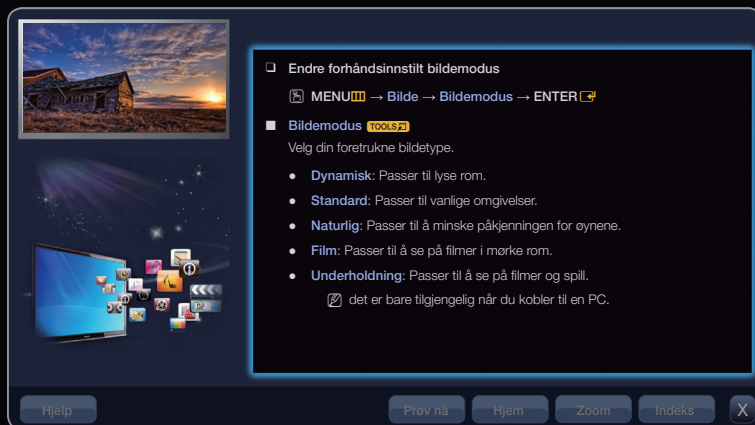 Endre forhåndsinnstilt bildemodus
MENU → Bilde → Bildemodus → ENTER
Bildemodus TOOLS
Velg din foretrukne bildetype.
Dynamisk: Passer til lyse rom.
Standard: Passer til vanlige omgivelser.
Naturlig: Passer til å minske påkjenningen for øynene.
Film: Passer til å se på filmer i mørke rom.
Underholdning: Passer til å se på filmer og spill.
det er bare tilgjengelig når du kobler til en PC.
Hjelp Prøv nå Hjem Zoom Indeks X